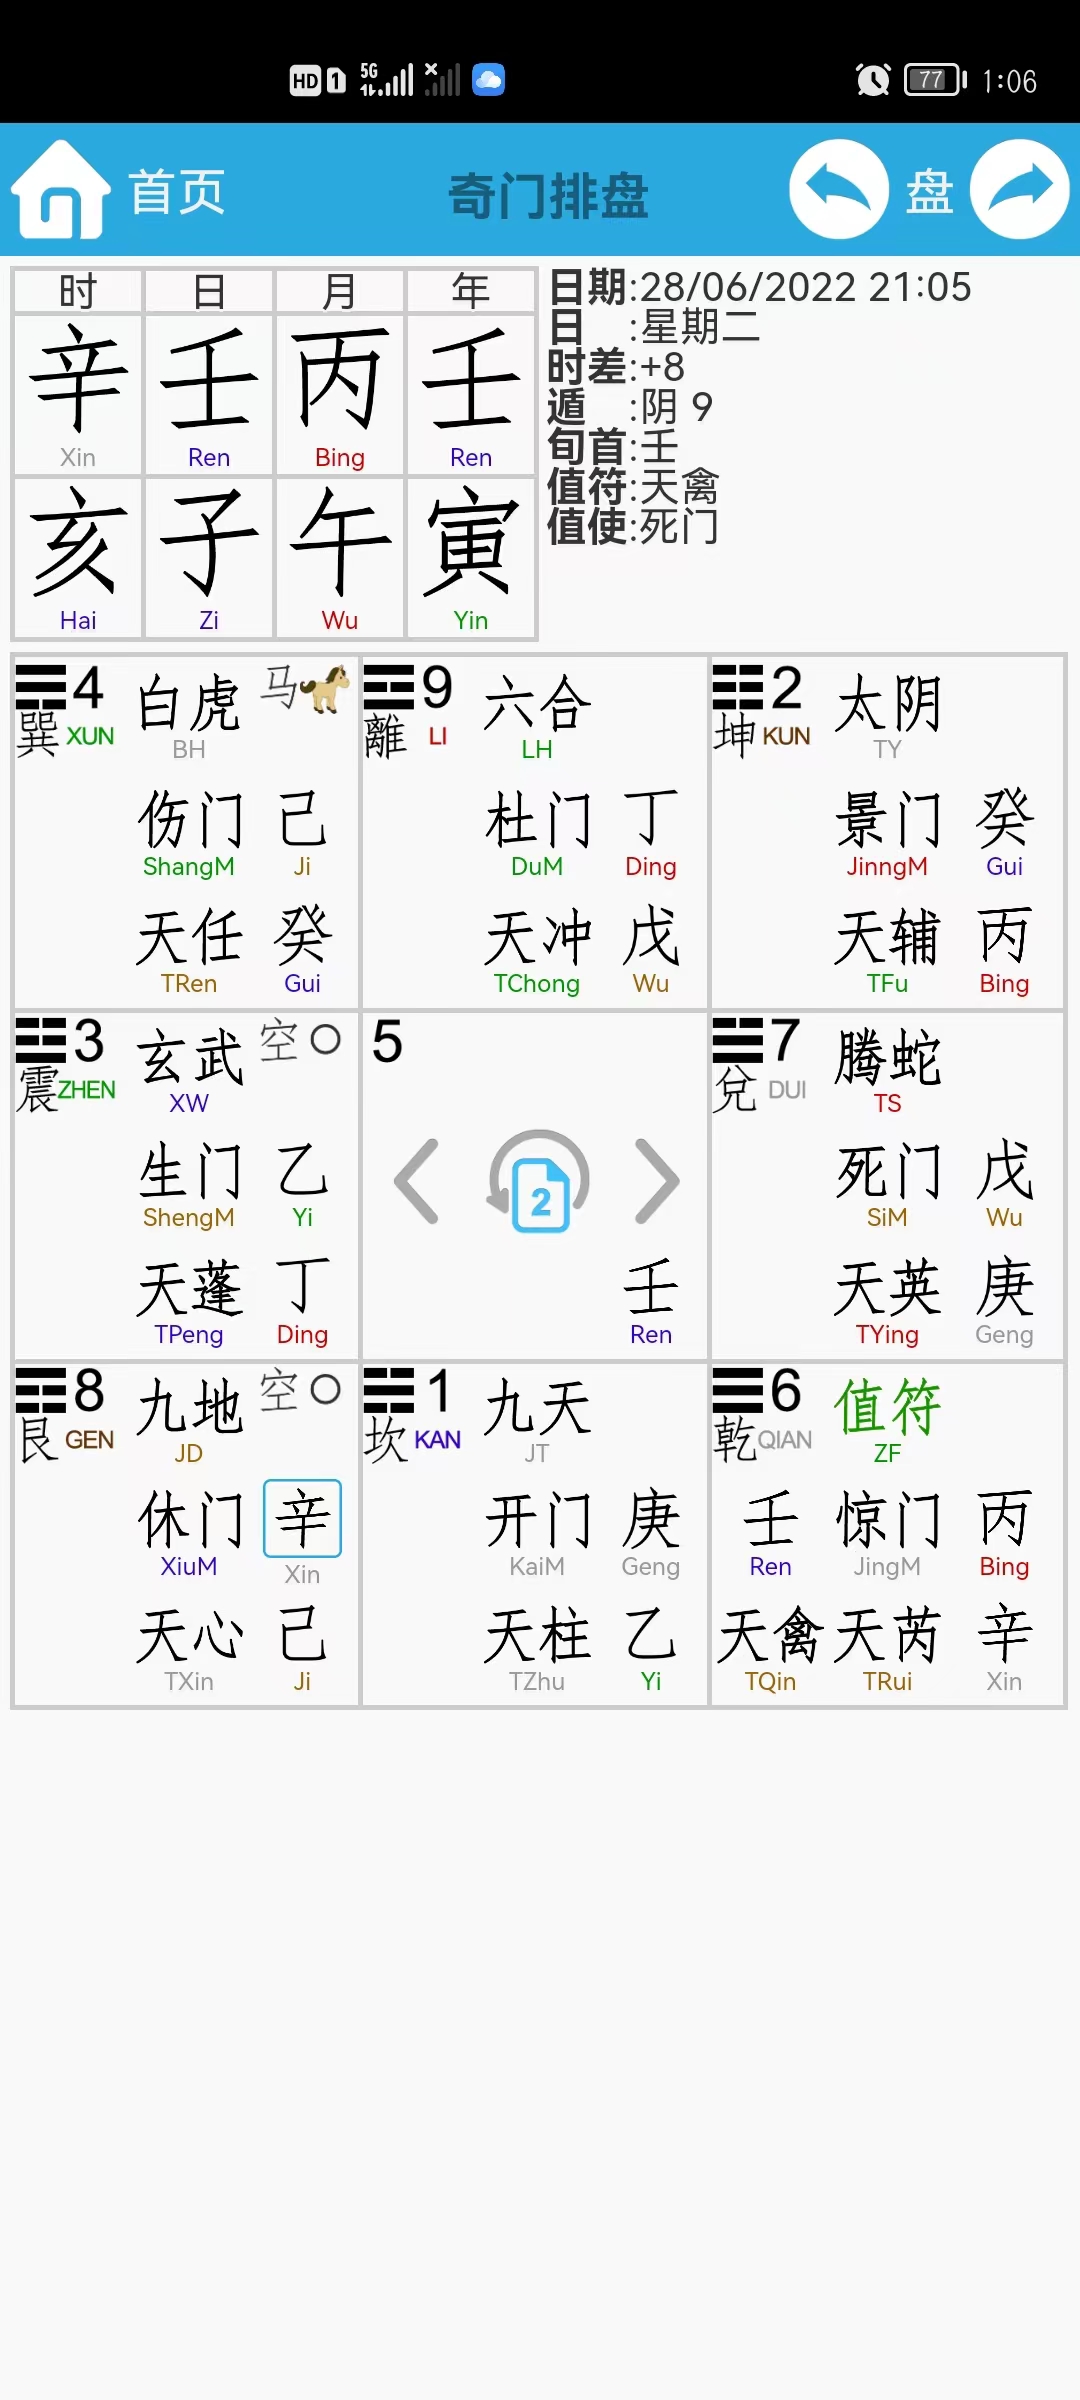 HD 1 5G 77 1:06
首页 奇门排盘 盘
时 日 月 年
辛 壬 丙 壬
Xin Ren Bing Ren
亥 子 午 寅
Hai Zi Wu Yin
日期:28/06/2022 21:05
日 :星期二
时差:+8
遁 :阴 9
旬首:壬
值符:天禽
值使:死门
4 白虎 马
巽 XUN BH
伤门 己
ShangM Ji
天任 癸
TRen Gui
9 六合
離 LI LH
杜门 丁
DuM Ding
天冲 戊
TChong Wu
2 太阴
坤 KUN TY
景门 癸
JinngM Gui
天辅 丙
TFu Bing
3 玄武 空
震 ZHEN XW
生门 乙
ShengM Yi
天蓬 丁
TPeng Ding
5
2
壬
Ren
7 腾蛇
兌 DUI TS
死门 戊
SiM Wu
天英 庚
TYing Geng
8 九地 空
艮 GEN JD
休门 辛
XiuM Xin
天心 己
TXin Ji
1 九天
坎 KAN JT
开门 庚
KaiM Geng
天柱 乙
TZhu Yi
6 值符
乾 QIAN ZF
壬 惊门 丙
Ren JingM Bing
天禽 天芮 辛
TQin TRui Xin